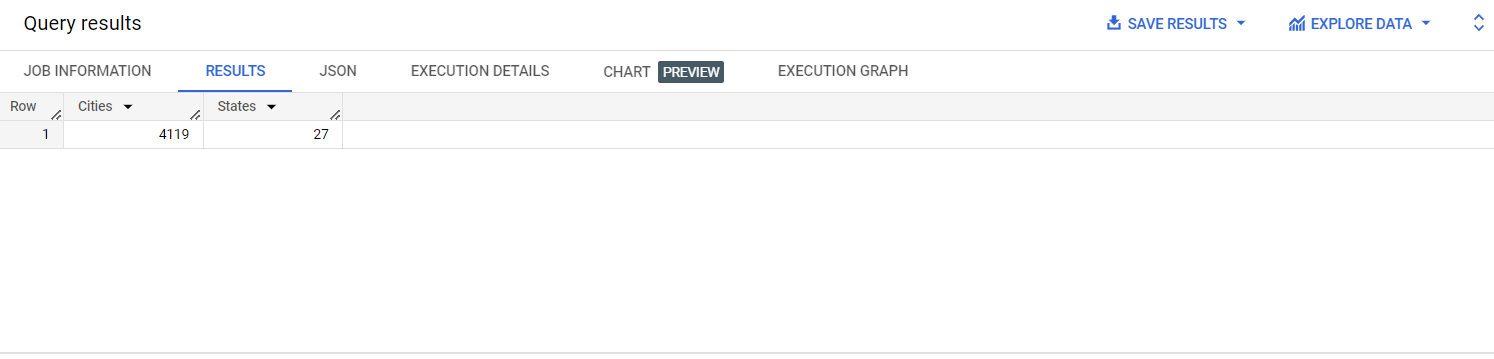 Query results SAVE RESULTS EXPLORE DATA
JOB INFORMATION RESULTS JSON EXECUTION DETAILS CHART PREVIEW EXECUTION GRAPH
Row Cities States
1 4119 27